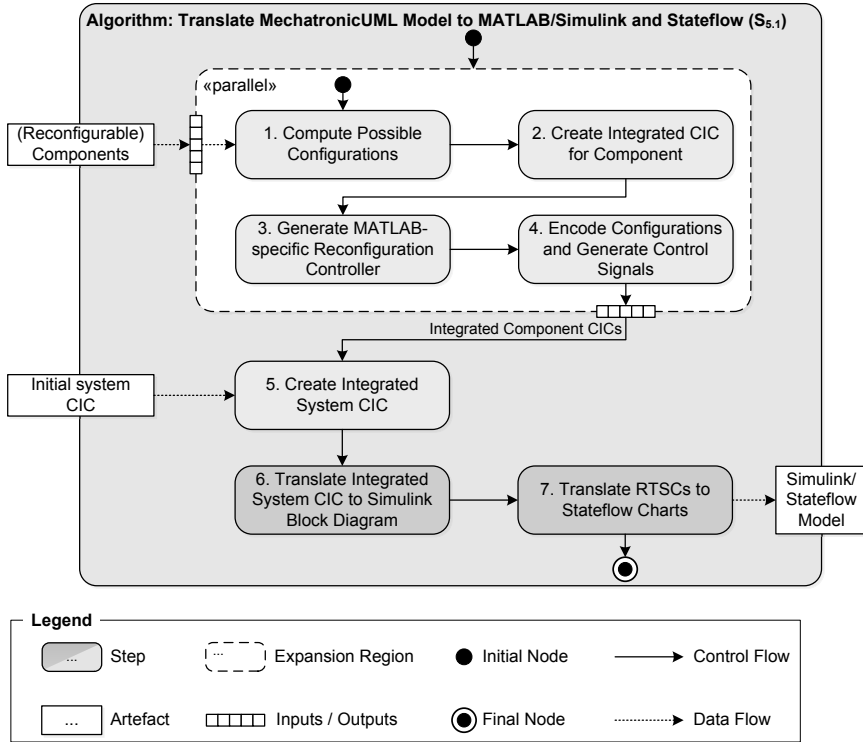 Algorithm: Translate MechatronicUML Model to MATLAB/Simulink and Stateflow (S5.1)
«parallel»
(Reconfigurable)
Components
1. Compute Possible
Configurations
2. Create Integrated CIC
for Component
3. Generate MATLAB-
specific Reconfiguration
Controller
4. Encode Configurations
and Generate Control
Signals
Integrated Component CICs
Initial system
CIC
5. Create Integrated
System CIC
6. Translate Integrated
System CIC to Simulink
Block Diagram
7. Translate RTSCs to
Stateflow Charts
Simulink/
Stateflow
Model
Legend
... Step
... Expansion Region
Initial Node
Control Flow
... Artefact
Inputs / Outputs
Final Node
Data Flow